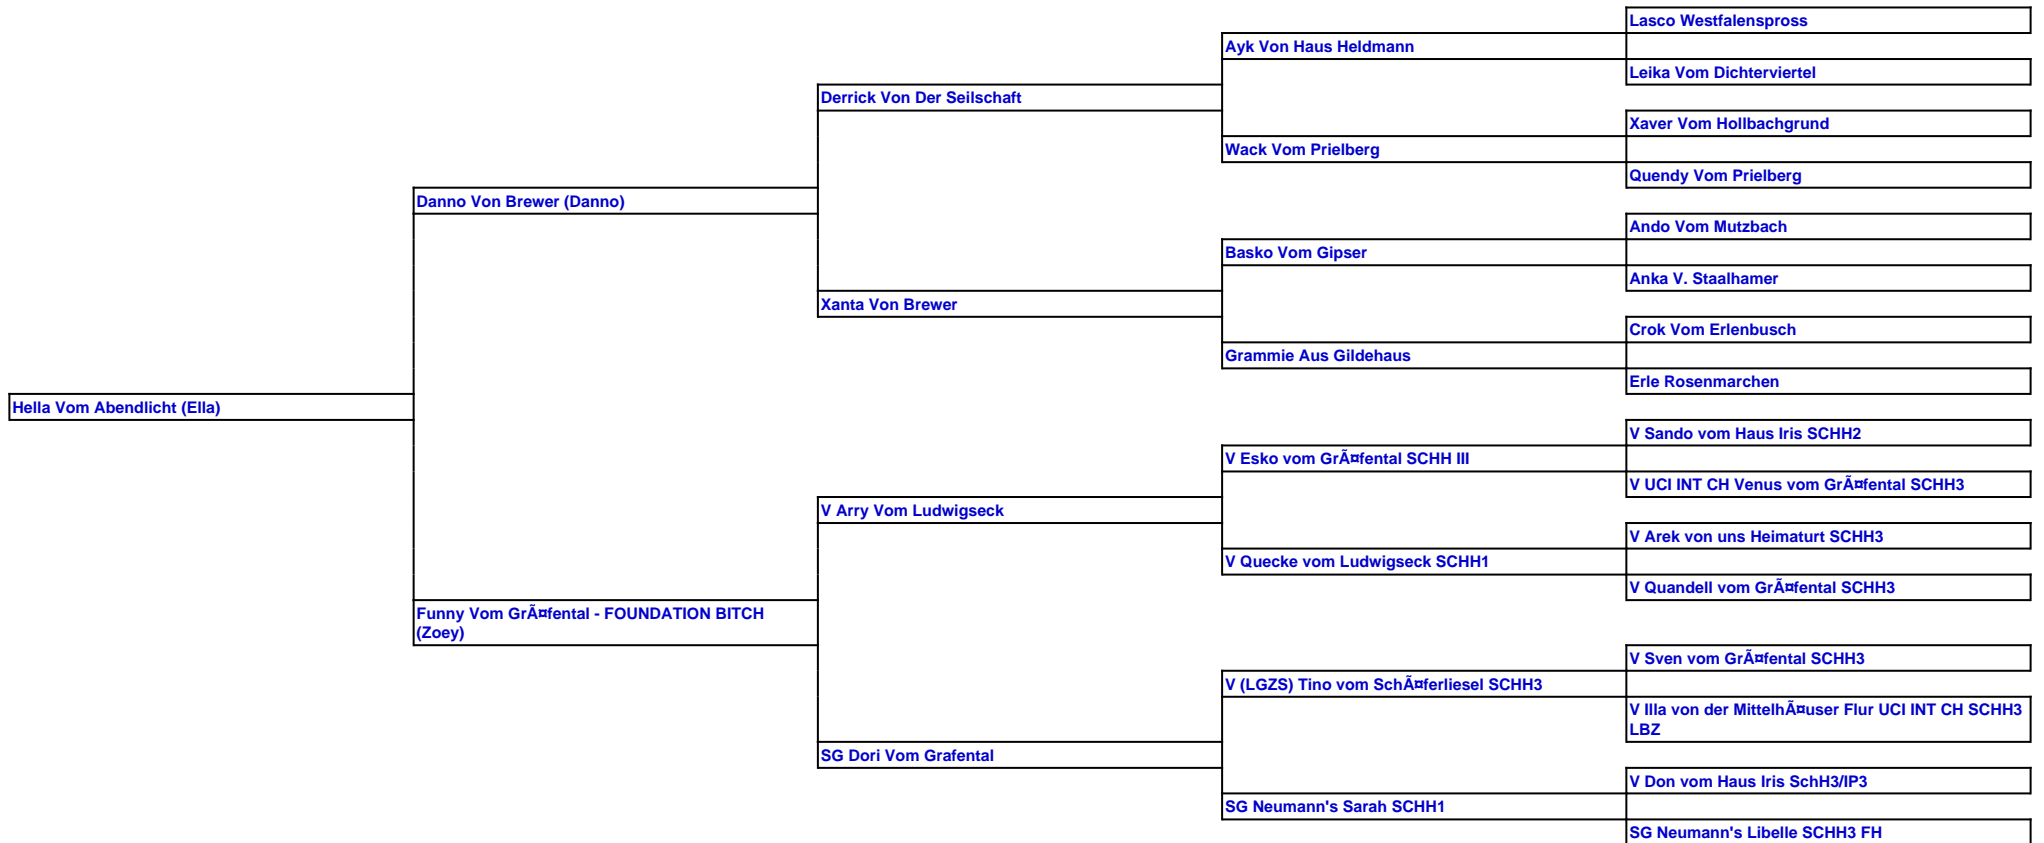 Lasco Westfalenspross
Ayk Von Haus Heldmann
Leika Vom Dichterviertel
Derrick Von Der Seilschaft
Xaver Vom Hollbachgrund
Wack Vom Prielberg
Quendy Vom Prielberg
Danno Von Brewer (Danno)
Ando Vom Mutzbach
Basko Vom Gipser
Anka V. Staalhamer
Xanta Von Brewer
Crok Vom Erlenbusch
Grammie Aus Gildehaus
Erle Rosenmarchen
Hella Vom Abendlicht (Ella)
V Sando vom Haus Iris SCHH2
V Esko vom GrÃ¤fental SCHH III
V UCI INT CH Venus vom GrÃ¤fental SCHH3
V Arry Vom Ludwigseck
V Arek von uns Heimaturt SCHH3
V Quecke vom Ludwigseck SCHH1
V Quandell vom GrÃ¤fental SCHH3
Funny Vom GrÃ¤fental - FOUNDATION BITCH
(Zoey)
V Sven vom GrÃ¤fental SCHH3
V (LGZS) Tino vom SchÃ¤ferliesel SCHH3
V Illa von der MittelhÃ¤user Flur UCI INT CH SCHH3
LBZ
SG Dori Vom Grafental
V Don vom Haus Iris SchH3/IP3
SG Neumann's Sarah SCHH1
SG Neumann's Libelle SCHH3 FH